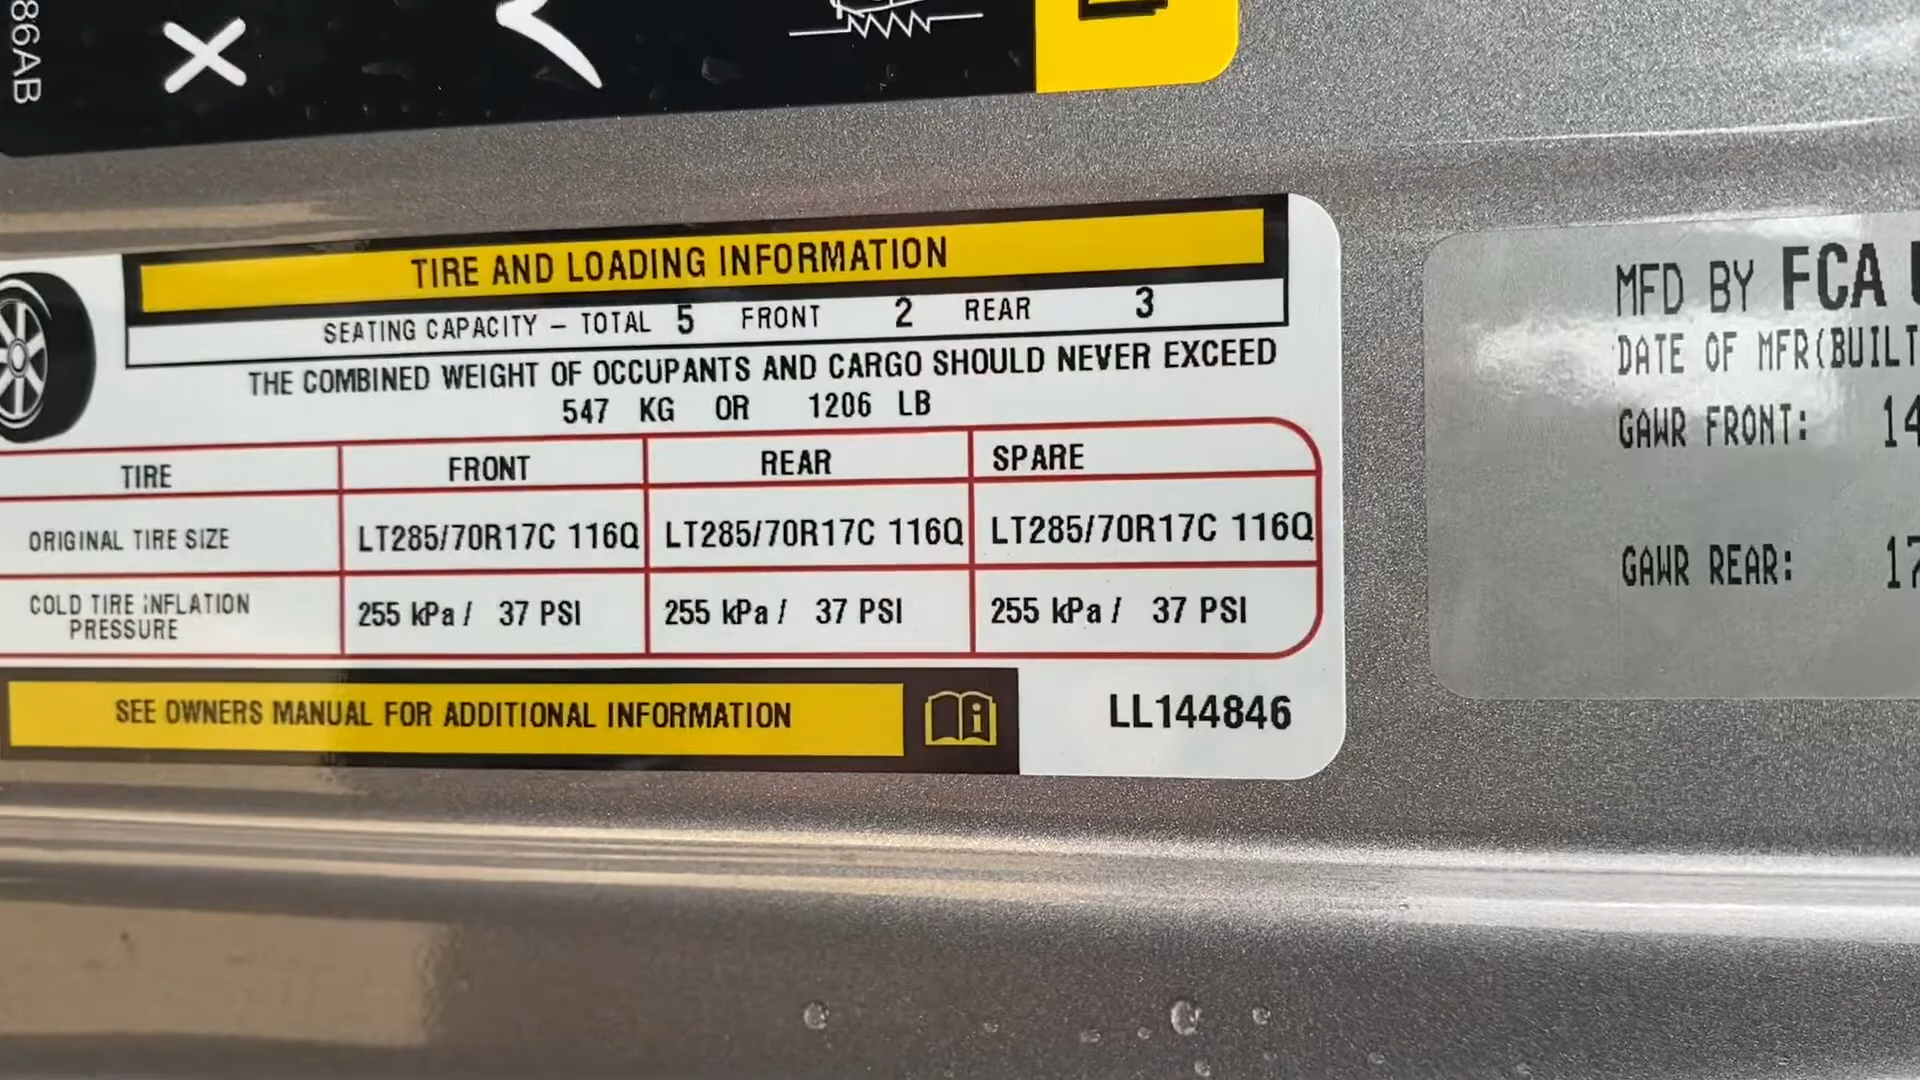 86AB
TIRE AND LOADING INFORMATION
SEATING CAPACITY – TOTAL 5 FRONT 2 REAR 3
THE COMBINED WEIGHT OF OCCUPANTS AND CARGO SHOULD NEVER EXCEED
547 KG OR 1206 LB
TIRE FRONT REAR SPARE
ORIGINAL TIRE SIZE LT285/70R17C 116Q LT285/70R17C 116Q LT285/70R17C 116Q
COLD TIRE INFLATION PRESSURE 255 kPa / 37 PSI 255 kPa / 37 PSI 255 kPa / 37 PSI
SEE OWNERS MANUAL FOR ADDITIONAL INFORMATION
LL144846
MFD BY FCA
DATE OF MFR(BUILT
GAWR FRONT: 14
GAWR REAR: 17